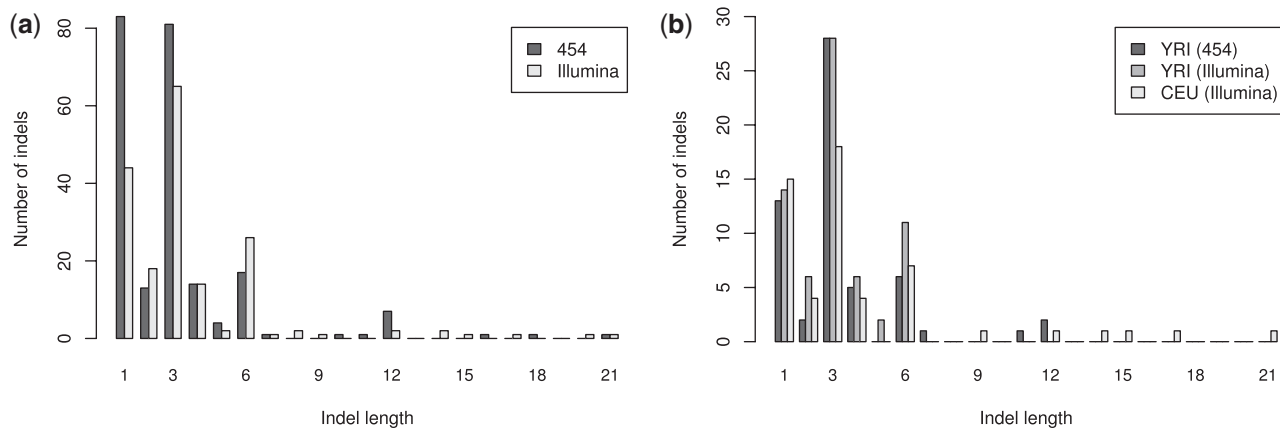 (a)
454
Illumina
Number of indels
0
20
40
60
80
1
3
6
9
12
15
18
21
Indel length
(b)
YRI (454)
YRI (Illumina)
CEU (Illumina)
Number of indels
0
5
10
15
20
25
30
1
3
6
9
12
15
18
21
Indel length